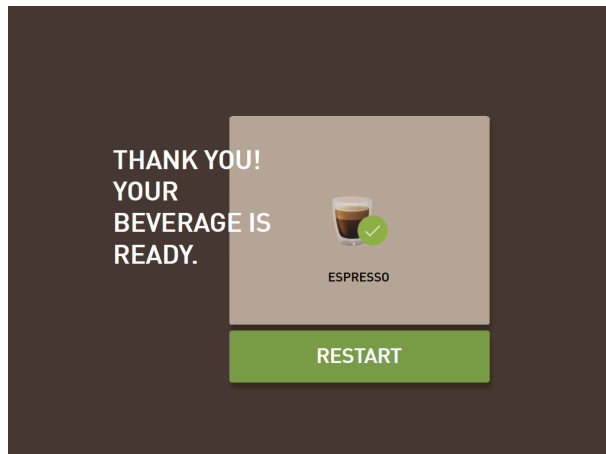 THANK YOU!
YOUR
BEVERAGE IS
READY.
ESPRESSO
RESTART